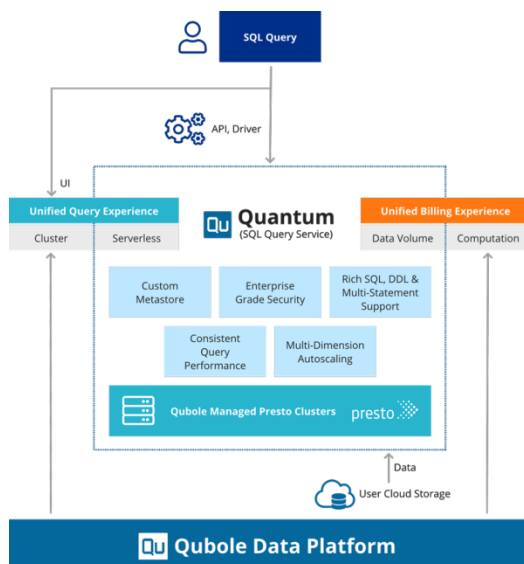 SQL Query
API, Driver
UI
Unified Query Experience
Cluster
Serverless
Qu Quantum
(SQL Query Service)
Unified Billing Experience
Data Volume
Computation
Custom
Metastore
Enterprise
Grade Security
Rich SQL, DDL &
Multi-Statement
Support
Consistent
Query
Performance
Multi-Dimension
Autoscaling
Qubole Managed Presto Clusters
presto
Data
User Cloud Storage
Qu Qubole Data Platform